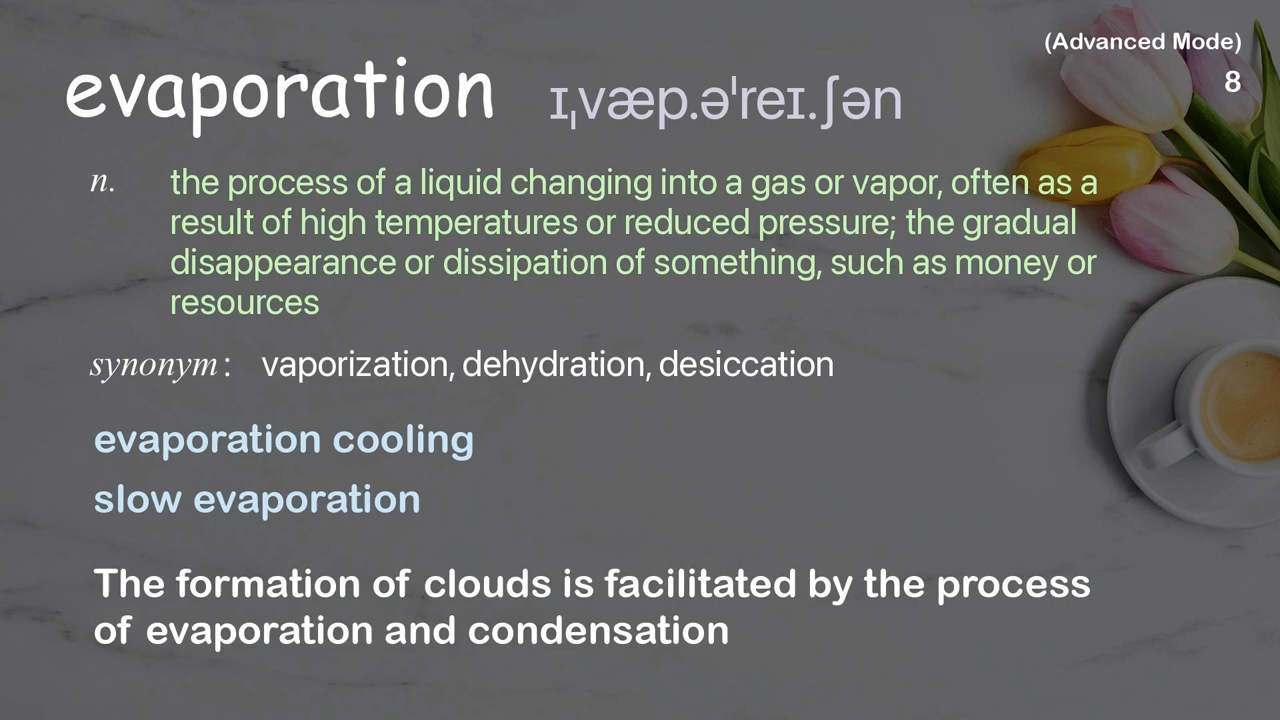 (Advanced Mode)
8
evaporation ɪˌvæp.əˈreɪ.ʃən
n. the process of a liquid changing into a gas or vapor, often as a
result of high temperatures or reduced pressure; the gradual
disappearance or dissipation of something, such as money or
resources
synonym: vaporization, dehydration, desiccation
evaporation cooling
slow evaporation
The formation of clouds is facilitated by the process
of evaporation and condensation